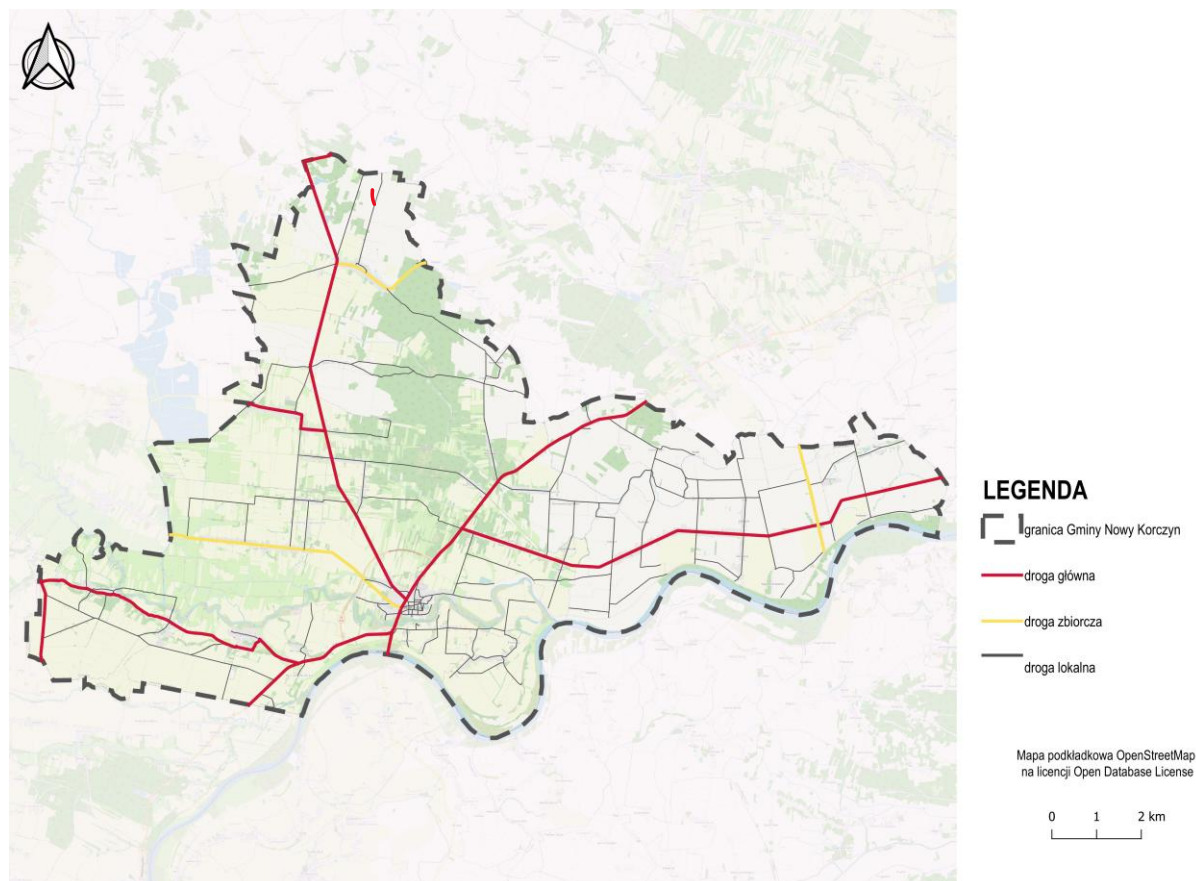 LEGENDA
granica Gminy Nowy Korczyn
droga główna
droga zbiorcza
droga lokalna
Mapa podkładkowa OpenStreetMap
na licencji Open Database License
0 1 2 km